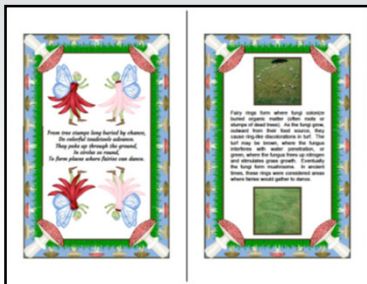 From tree stumps long buried by chance,
Do colorful toadstools advance.
They poke up through the ground,
In circles so round,
To form places where fairies can dance.
Fairy rings form where fungi colonize
buried organic matter (often roots or
stumps of dead trees). As the fungi grow,
outward from their food source, they
cause ring-like discolorations in turf. The
turf may be brown, where the fungus
interferes with water penetration, or
green, where the fungus frees up nitrogen
and stimulates grass growth. Eventually
the fungi form mushrooms. In ancient
times, these rings were considered areas
where fairies would gather to dance.